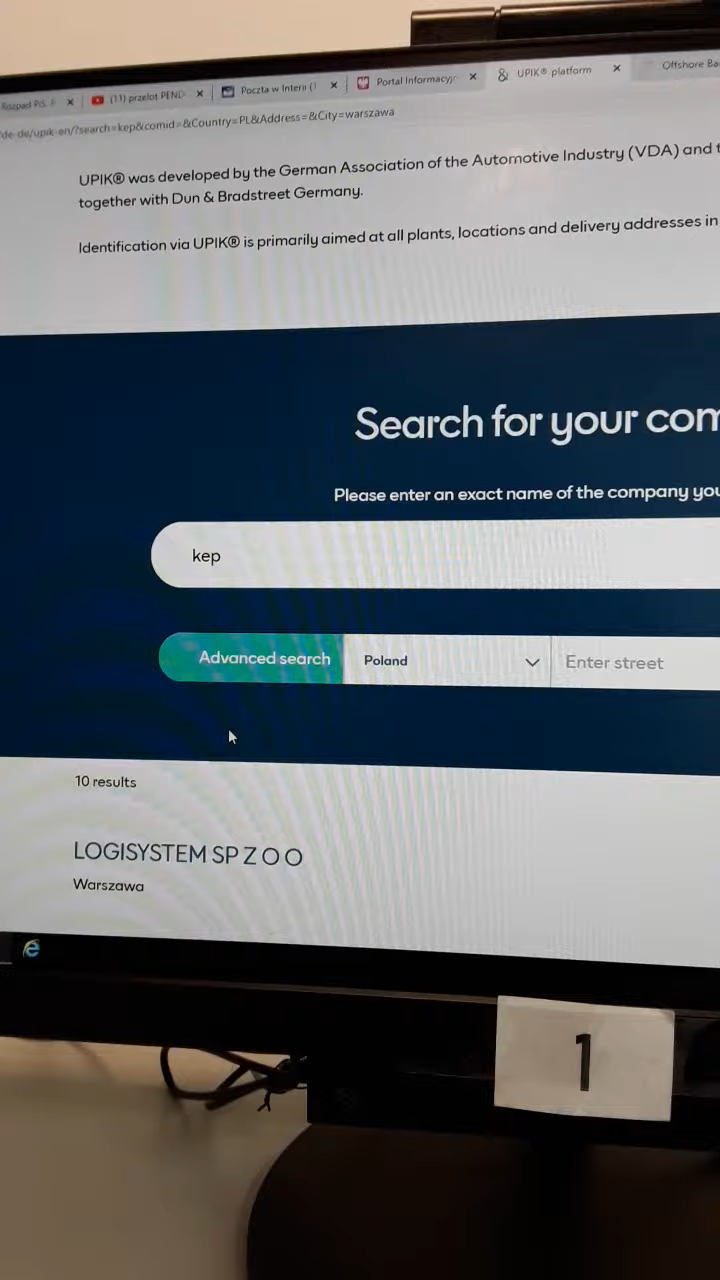 Rozpad PiS. P
(11) przelot PEND
Poczta w Interii (1
Portal Informacyjn
UPIK® platform
Offshore Ba
/de-de/upik-en/?search=kep&comid=&Country=PL&Address=&City=warszawa
UPIK® was developed by the German Association of the Automotive Industry (VDA) and t
together with Dun & Bradstreet Germany.
Identification via UPIK® is primarily aimed at all plants, locations and delivery addresses in
Search for your com
Please enter an exact name of the company you
kep
Advanced search
Poland
Enter street
10 results
LOGISYSTEM SP Z O O
Warszawa
1